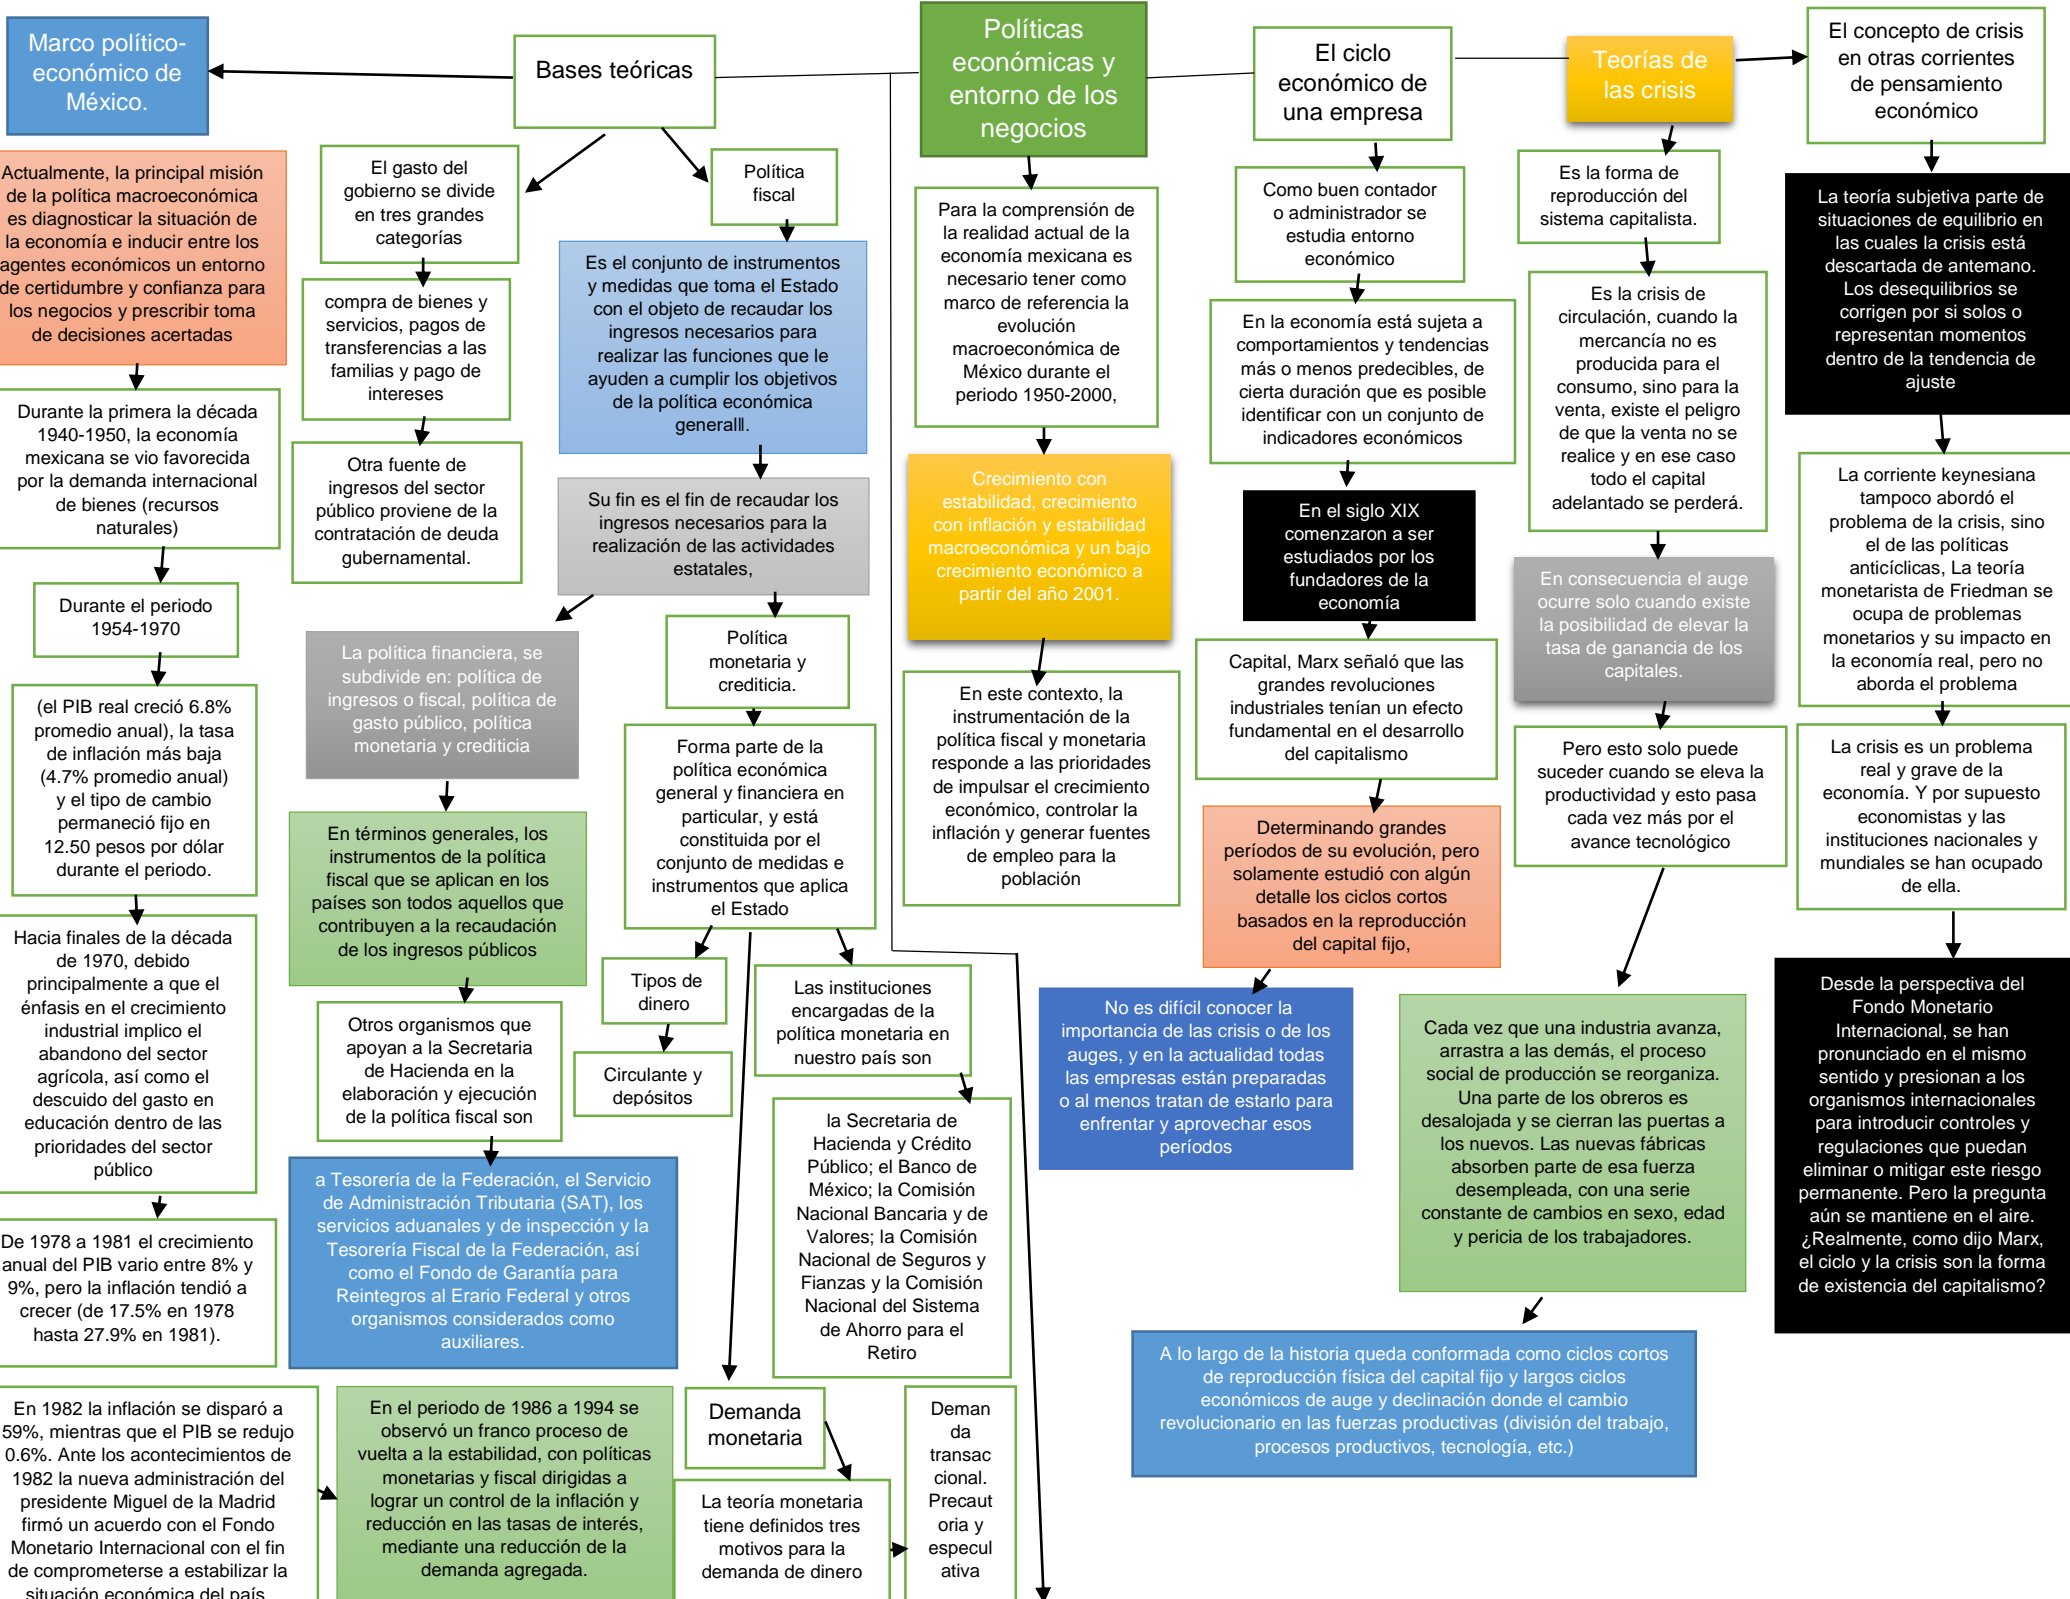 Marco político-
económico de
México.
Actualmente, la principal misión
de la política macroeconómica
es diagnosticar la situación de
la economía e inducir entre los
agentes económicos un entorno
de certidumbre y confianza para
los negocios y prescribir toma
de decisiones acertadas
Durante la primera la década
1940-1950, la economía
mexicana se vio favorecida
por la demanda internacional
de bienes (recursos
naturales)
Durante el periodo
1954-1970
(el PIB real creció 6.8%
promedio anual), la tasa
de inflación más baja
(4.7% promedio anual)
y el tipo de cambio
permaneció fijo en
12.50 pesos por dólar
durante el periodo.
Hacia finales de la década
de 1970, debido
principalmente a que el
énfasis en el crecimiento
industrial implico el
abandono del sector
agrícola, así como el
descuido del gasto en
educación dentro de las
prioridades del sector
público
De 1978 a 1981 el crecimiento
anual del PIB vario entre 8% y
9%, pero la inflación tendió a
crecer (de 17.5% en 1978
hasta 27.9% en 1981).
En 1982 la inflación se disparó a
59%, mientras que el PIB se redujo
0.6%. Ante los acontecimientos de
1982 la nueva administración del
presidente Miguel de la Madrid
firmó un acuerdo con el Fondo
Monetario Internacional con el fin
de comprometerse a estabilizar la
situación económica del país
En el periodo de 1986 a 1994 se
observó un franco proceso de
vuelta a la estabilidad, con políticas
monetarias y fiscal dirigidas a
lograr un control de la inflación y
reducción en las tasas de interés,
mediante una reducción de la
demanda agregada.
Bases teóricas
El gasto del
gobierno se divide
en tres grandes
categorías
compra de bienes y
servicios, pagos de
transferencias a las
familias y pago de
intereses
Otra fuente de
ingresos del sector
público proviene de la
contratación de deuda
gubernamental.
Política
fiscal
Es el conjunto de instrumentos
y medidas que toma el Estado
con el objeto de recaudar los
ingresos necesarios para
realizar las funciones que le
ayuden a cumplir los objetivos
de la política económica
generalI.
Su fin es el fin de recaudar los
ingresos necesarios para la
realización de las actividades
estatales,
La política financiera, se
subdivide en: política de
ingresos o fiscal, política de
gasto público, política
monetaria y crediticia
En términos generales, los
instrumentos de la política
fiscal que se aplican en los
países son todos aquellos que
contribuyen a la recaudación
de los ingresos públicos
Otros organismos que
apoyan a la Secretaria
de Hacienda en la
elaboración y ejecución
de la política fiscal son
a Tesorería de la Federación, el Servicio
de Administración Tributaria (SAT), los
servicios aduanales y de inspección y la
Tesorería Fiscal de la Federación, así
como el Fondo de Garantía para
Reintegros al Erario Federal y otros
organismos considerados como
auxiliares.
Política
monetaria y
crediticia.
Forma parte de la
política económica
general y financiera en
particular, y está
constituida por el
conjunto de medidas e
instrumentos que aplica
el Estado
Tipos de
dinero
Circulante y
depósitos
Las instituciones
encargadas de la
política monetaria en
nuestro país son
la Secretaria de
Hacienda y Crédito
Público; el Banco de
México; la Comisión
Nacional Bancaria y de
Valores; la Comisión
Nacional de Seguros y
Fianzas y la Comisión
Nacional del Sistema
de Ahorro para el
Retiro
Demanda
monetaria
La teoría monetaria
tiene definidos tres
motivos para la
demanda de dinero
Deman
da
transac
cional.
Precaut
oria y
especul
ativa
Políticas
económicas y
entorno de los
negocios
Para la comprensión de
la realidad actual de la
economía mexicana es
necesario tener como
marco de referencia la
evolución
macroeconómica de
México durante el
periodo 1950-2000,
Crecimiento con
estabilidad, crecimiento
con inflación y estabilidad
macroeconómica y un bajo
crecimiento económico a
partir del año 2001.
En este contexto, la
instrumentación de la
política fiscal y monetaria
responde a las prioridades
de impulsar el crecimiento
económico, controlar la
inflación y generar fuentes
de empleo para la
población
El ciclo
económico de
una empresa
Como buen contador
o administrador se
estudia entorno
económico
En la economía está sujeta a
comportamientos y tendencias
más o menos predecibles, de
cierta duración que es posible
identificar con un conjunto de
indicadores económicos
En el siglo XIX
comenzaron a ser
estudiados por los
fundadores de la
economía
Capital, Marx señaló que las
grandes revoluciones
industriales tenían un efecto
fundamental en el desarrollo
del capitalismo
Determinando grandes
períodos de su evolución, pero
solamente estudió con algún
detalle los ciclos cortos
basados en la reproducción
del capital fijo,
No es difícil conocer la
importancia de las crisis o de los
auges, y en la actualidad todas
las empresas están preparadas
o al menos tratan de estarlo para
enfrentar y aprovechar esos
períodos
Teorías de
las crisis
Es la forma de
reproducción del
sistema capitalista.
Es la crisis de
circulación, cuando la
mercancía no es
producida para el
consumo, sino para la
venta, existe el peligro
de que la venta no se
realice y en ese caso
todo el capital
adelantado se perderá.
En consecuencia el auge
ocurre solo cuando existe
la posibilidad de elevar la
tasa de ganancia de los
capitales.
Pero esto solo puede
suceder cuando se eleva la
productividad y esto pasa
cada vez más por el
avance tecnológico
Cada vez que una industria avanza,
arrastra a las demás, el proceso
social de producción se reorganiza.
Una parte de los obreros es
desalojada y se cierran las puertas a
los nuevos. Las nuevas fábricas
absorben parte de esa fuerza
desempleada, con una serie
constante de cambios en sexo, edad
y pericia de los trabajadores.
A lo largo de la historia queda conformada como ciclos cortos
de reproducción física del capital fijo y largos ciclos
económicos de auge y declinación donde el cambio
revolucionario en las fuerzas productivas (división del trabajo,
procesos productivos, tecnología, etc.)
El concepto de crisis
en otras corrientes
de pensamiento
económico
La teoría subjetiva parte de
situaciones de equilibrio en
las cuales la crisis está
descartada de antemano.
Los desequilibrios se
corrigen por si solos o
representan momentos
dentro de la tendencia de
ajuste
La corriente keynesiana
tampoco abordó el
problema de la crisis, sino
el de las políticas
anticíclicas, La teoría
monetarista de Friedman se
ocupa de problemas
monetarios y su impacto en
la economía real, pero no
aborda el problema
La crisis es un problema
real y grave de la
economía. Y por supuesto
economistas y las
instituciones nacionales y
mundiales se han ocupado
de ella.
Desde la perspectiva del
Fondo Monetario
Internacional, se han
pronunciado en el mismo
sentido y presionan a los
organismos internacionales
para introducir controles y
regulaciones que puedan
eliminar o mitigar este riesgo
permanente. Pero la pregunta
aún se mantiene en el aire.
¿Realmente, como dijo Marx,
el ciclo y la crisis son la forma
de existencia del capitalismo?